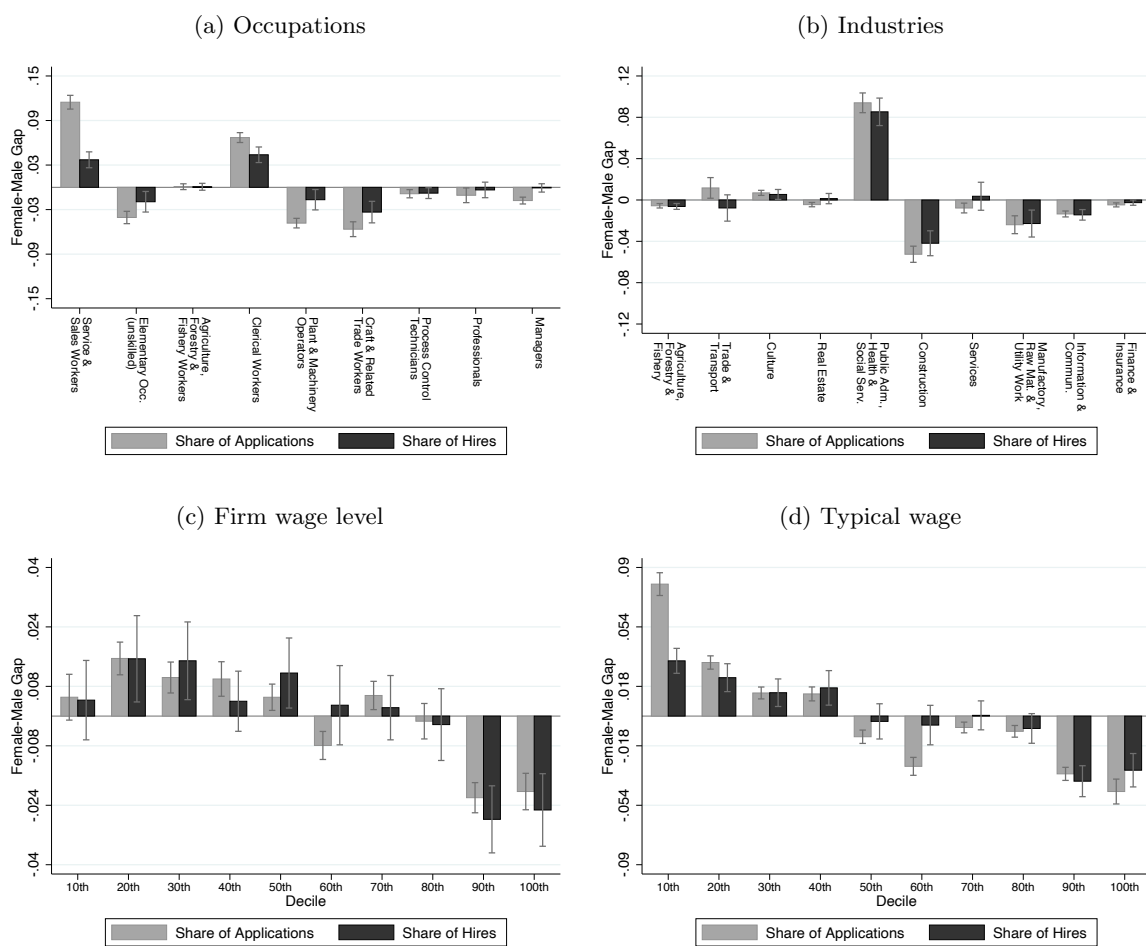 (a) Occupations
Female-Male Gap
.15
.09
.03
-.03
-.09
-.15
Service &
Sales Workers
Elementary Occ.
(unskilled)
Agriculture,
Forestry &
Fishery Workers
Clerical Workers
Plant & Machinery
Operators
Craft & Related
Trade Workers
Process Control
Technicians
Professionals
Managers
Share of Applications
Share of Hires
(b) Industries
Female-Male Gap
.12
.08
.04
0
-.04
-.08
-.12
Agriculture,
Forestry &
Fishery
Trade &
Transport
Culture
Real Estate
Public Adm.,
Health &
Social Serv.
Construction
Services
Manufactory,
Raw Mat. &
Utility Work
Information &
Commun.
Finance &
Insurance
Share of Applications
Share of Hires
(c) Firm wage level
Female-Male Gap
.04
.024
.008
-.008
-.024
-.04
10th 20th 30th 40th 50th 60th 70th 80th 90th 100th
Decile
Share of Applications
Share of Hires
(d) Typical wage
Female-Male Gap
.09
.054
.018
-.018
-.054
-.09
10th 20th 30th 40th 50th 60th 70th 80th 90th 100th
Decile
Share of Applications
Share of Hires